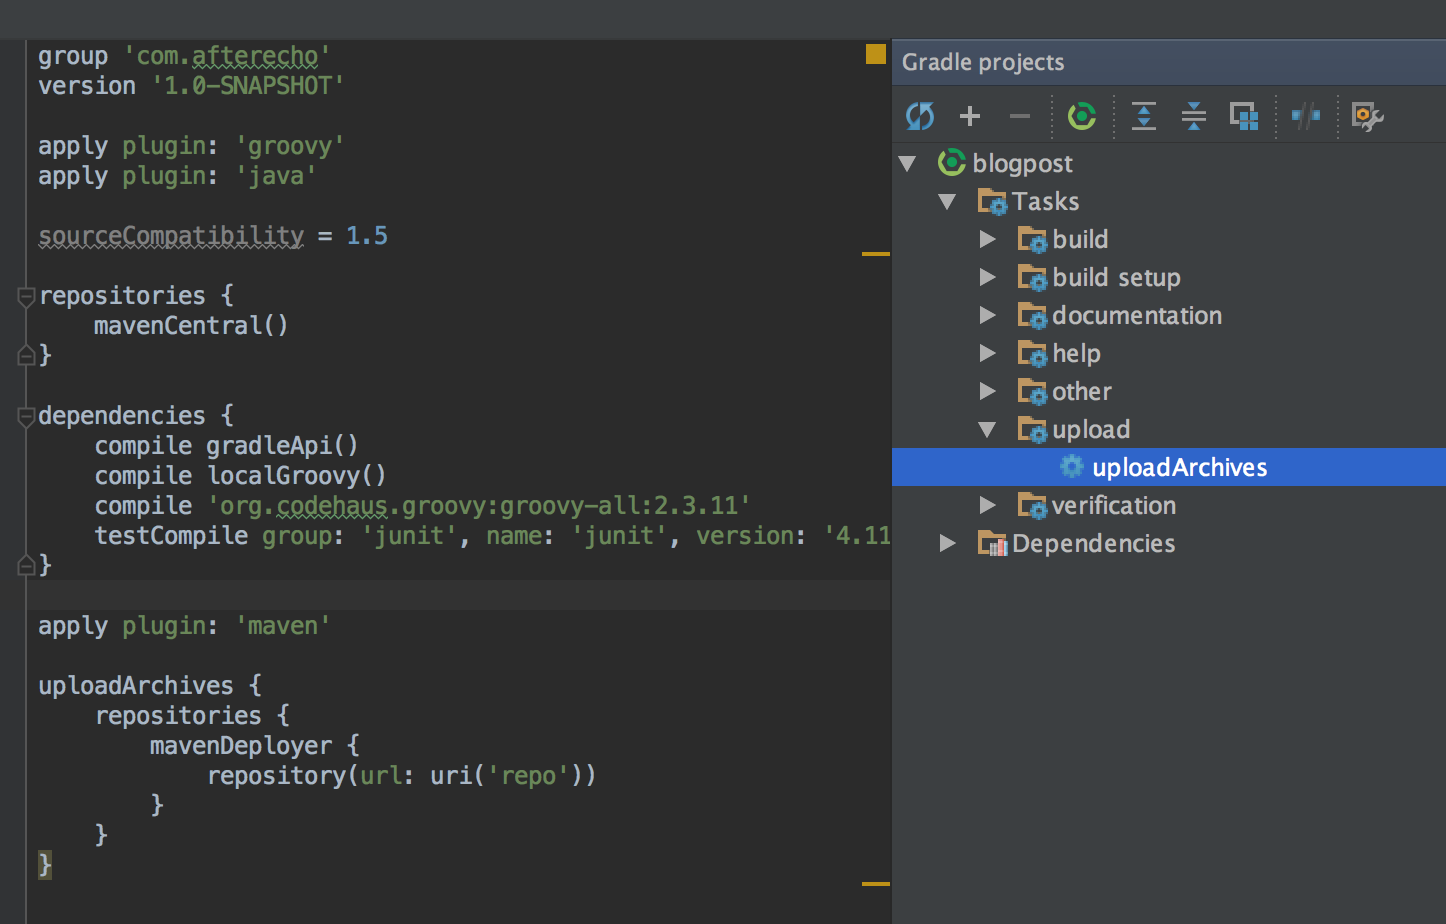 group 'com.afterecho'
version '1.0-SNAPSHOT'
apply plugin: 'groovy'
apply plugin: 'java'
sourceCompatibility = 1.5
repositories {
    mavenCentral()
}
dependencies {
    compile gradleApi()
    compile localGroovy()
    compile 'org.codehaus.groovy:groovy-all:2.3.11'
    testCompile group: 'junit', name: 'junit', version: '4.11
}
apply plugin: 'maven'
uploadArchives {
    repositories {
        mavenDeployer {
            repository(url: uri('repo'))
        }
    }
}
Gradle projects
blogpost
Tasks
build
build setup
documentation
help
other
upload
uploadArchives
verification
Dependencies